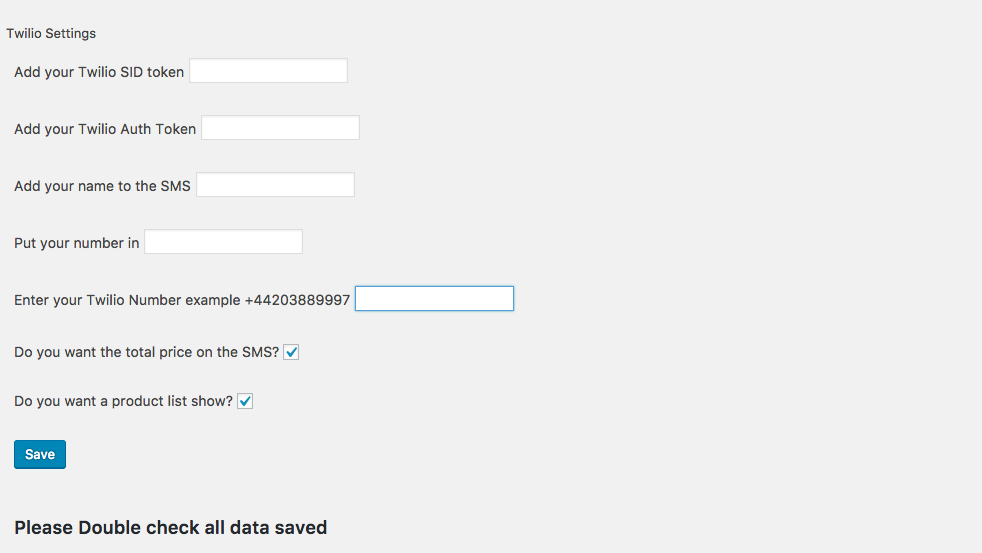 Twilio Settings
Add your Twilio SID token
Add your Twilio Auth Token
Add your name to the SMS
Put your number in
Enter your Twilio Number example +44203889997
Do you want the total price on the SMS?
Do you want a product list show?
Save
Please Double check all data saved